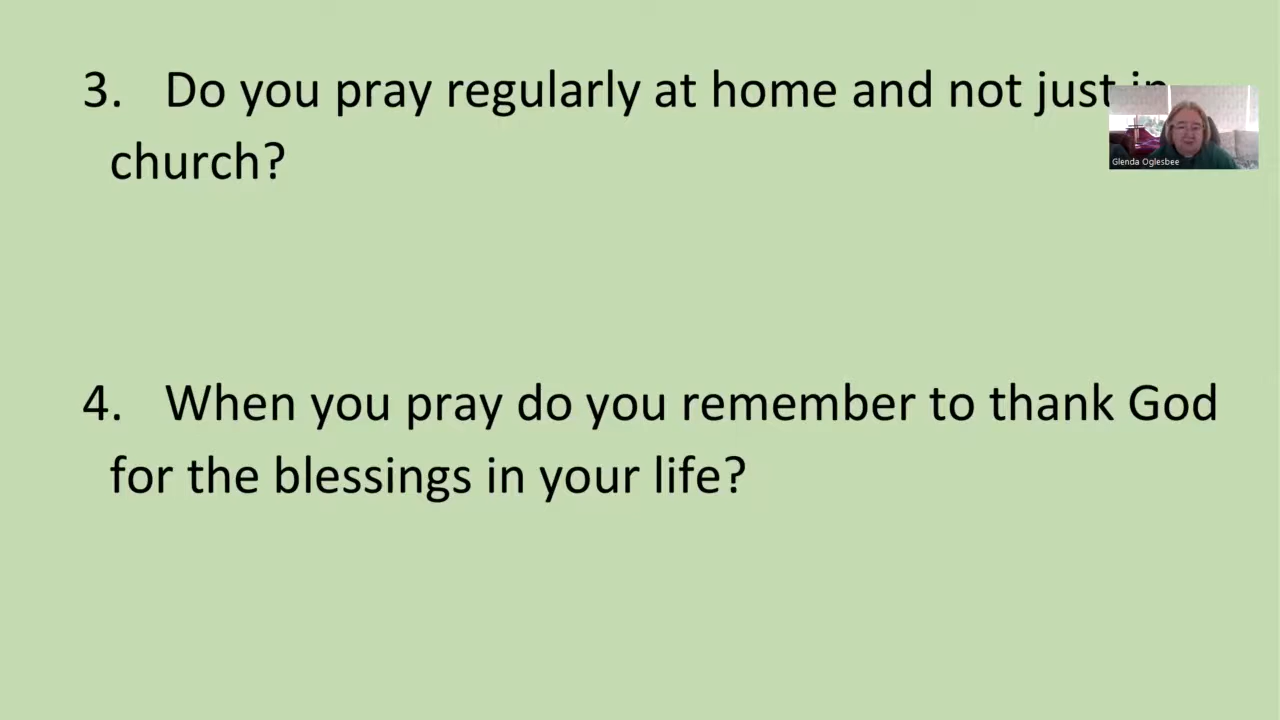 3. Do you pray regularly at home and not just in
church?
Glenda Oglesbee
4. When you pray do you remember to thank God
for the blessings in your life?